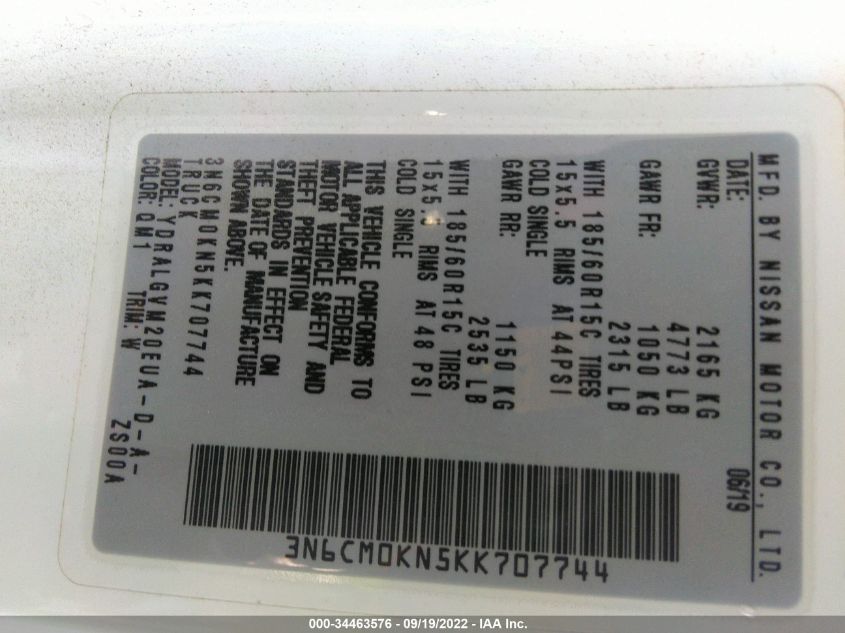 MFD. BY NISSAN MOTOR CO., LTD.
DATE: 06/19
GVWR: 2165 KG
4773 LB
GAWR FR: 1050 KG
2315 LB
WITH 185/60R15C TIRES
15x5.5 RIMS AT 44PSI
COLD SINGLE
GAWR RR: 1150 KG
2535 LB
WITH 185/60R15C TIRES
15x5.5 RIMS AT 48 PSI
COLD SINGLE
THIS VEHICLE CONFORMS TO
ALL APPLICABLE FEDERAL
MOTOR VEHICLE SAFETY AND
THEFT PREVENTION
STANDARDS IN EFFECT ON
THE DATE OF MANUFACTURE
SHOWN ABOVE.
3N6CM0KN5KK707744
TRUCK
MODEL: YDRALGVM20EUA-D-A-
COLOR: QM1 TRIM: W ZS00A
3N6CM0KN5KK707744
000-34463576 - 09/19/2022 - IAA Inc.